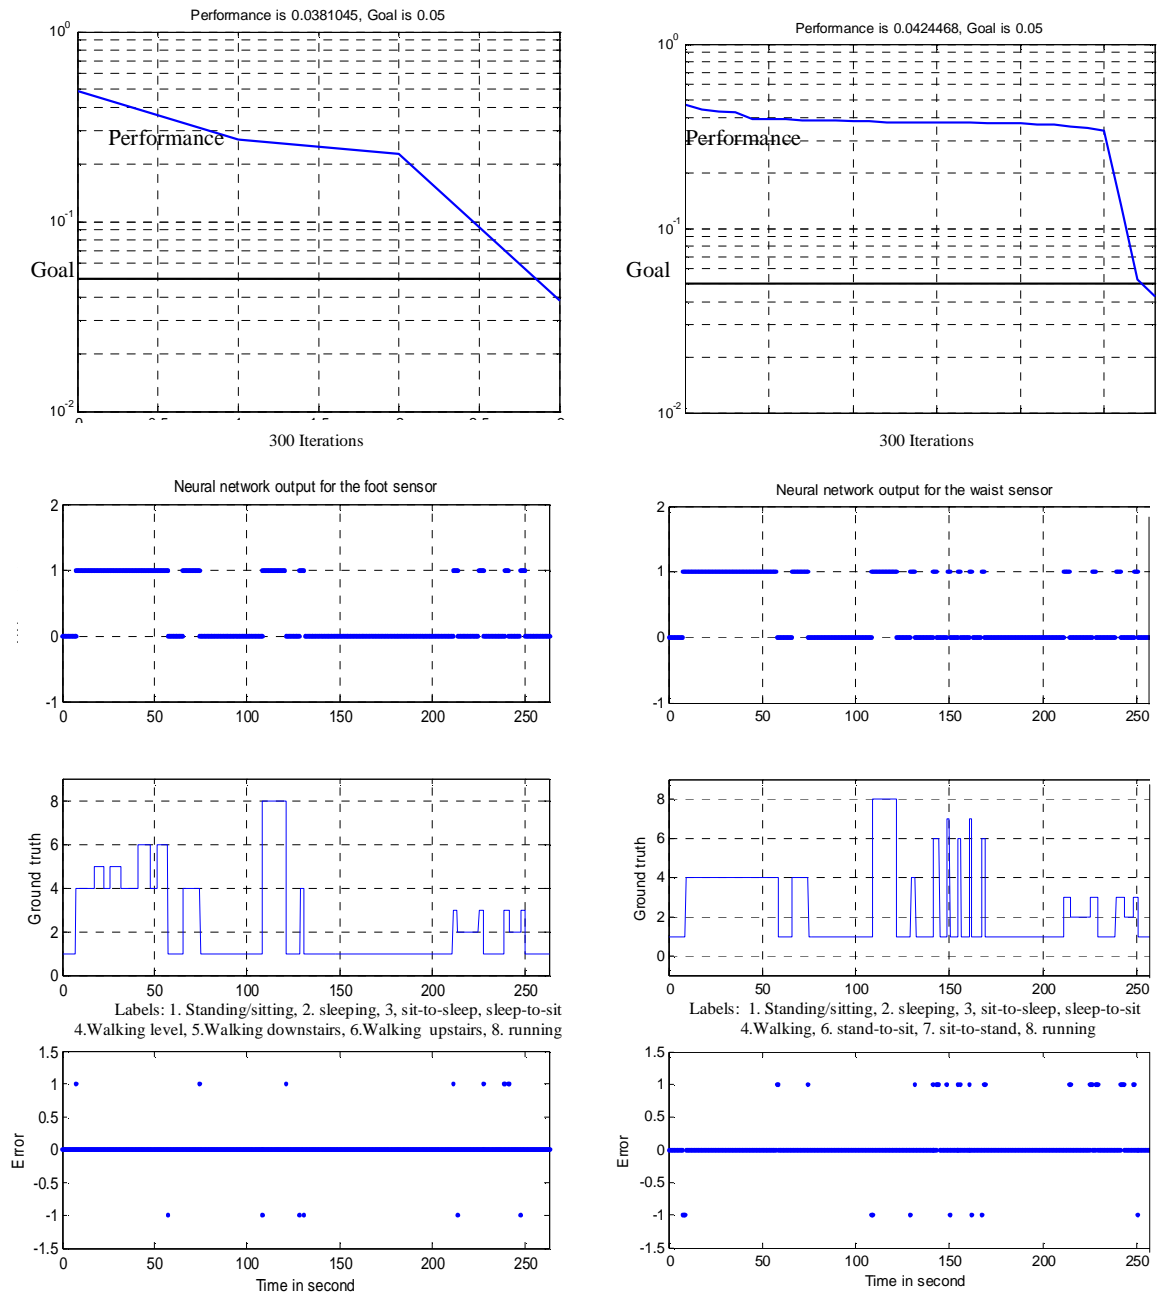 Performance is 0.0381045, Goal is 0.05
10^0
Performance
10^-1
Goal
10^-2
300 Iterations
Performance is 0.0424468, Goal is 0.05
10^0
Performance
10^-1
Goal
10^-2
300 Iterations
Neural network output for the foot sensor
2
1
0
-1
0 50 100 150 200 250
Neural network output for the waist sensor
2
1
0
-1
0 50 100 150 200 250
Ground truth
8
6
4
2
0
0 50 100 150 200 250
Labels: 1. Standing/sitting, 2. sleeping, 3, sit-to-sleep, sleep-to-sit
4.Walking level, 5.Walking downstairs, 6.Walking upstairs, 8. running
Ground truth
8
6
4
2
0
0 50 100 150 200 250
Labels: 1. Standing/sitting, 2. sleeping, 3, sit-to-sleep, sleep-to-sit
4.Walking, 6. stand-to-sit, 7. sit-to-stand, 8. running
Error
1.5
1
0.5
0
-0.5
-1
-1.5
0 50 100 150 200 250
Time in second
Error
1.5
1
0.5
0
-0.5
-1
-1.5
0 50 100 150 200 250
Time in second